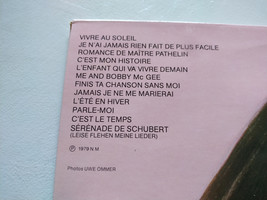 VIVRE AU SOLEIL
JE N'AI JAMAIS RIEN FAIT DE PLUS FACILE
ROMANCE DE MAÎTRE PATHELIN
C'EST MON HISTOIRE
L'ENFANT QUI VA VIVRE DEMAIN
ME AND BOBBY Mc GEE
FINIS TA CHANSON SANS MOI
JAMAIS JE NE ME MARIERAI
L'ÉTÉ EN HIVER
PARLE-MOI
C'EST LE TEMPS
SÉRÉNADE DE SCHUBERT
(LEISE FLEHEN MEINE LIEDER)
Ⓟ 1979 N M
Photos UWE OMMER